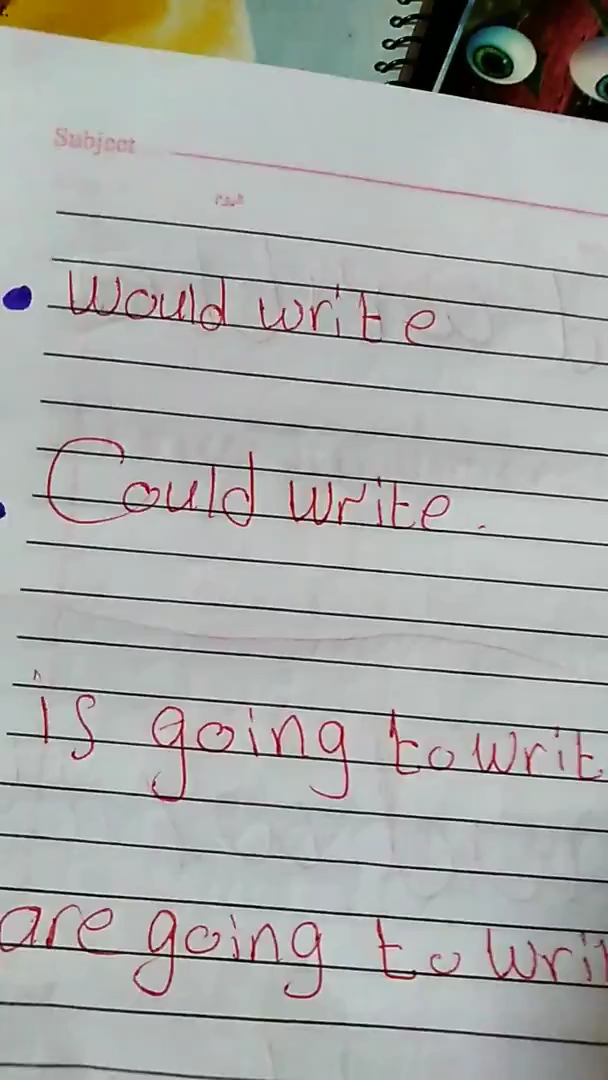 Subject
Would write
Could write.
is going to writ
are going to wri